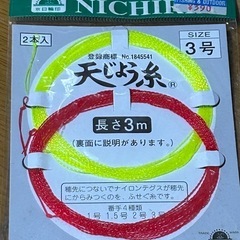 NICHI
2本入
登録商標 No.1845541
SIZE
3号
天じょう糸®
長さ3m
(裏面に説明があります)
穂先につないでナイロンテグスが穂先
にからみつくのを、ふせぐ糸です。
番手4種類
1号 1.5号 2号 3号